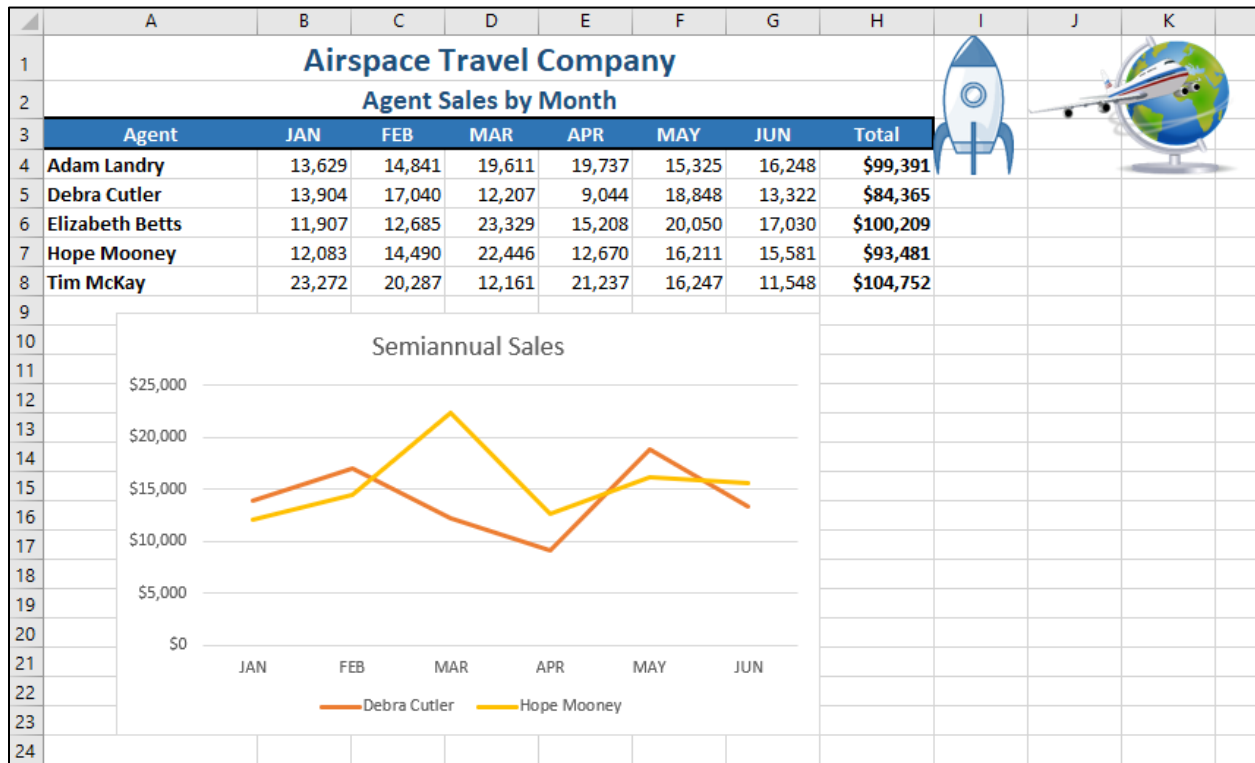 A B C D E F G H I J K
1 Airspace Travel Company
2 Agent Sales by Month
3 Agent JAN FEB MAR APR MAY JUN Total
4 Adam Landry 13,629 14,841 19,611 19,737 15,325 16,248 $99,391
5 Debra Cutler 13,904 17,040 12,207 9,044 18,848 13,322 $84,365
6 Elizabeth Betts 11,907 12,685 23,329 15,208 20,050 17,030 $100,209
7 Hope Mooney 12,083 14,490 22,446 12,670 16,211 15,581 $93,481
8 Tim McKay 23,272 20,287 12,161 21,237 16,247 11,548 $104,752
9
10 Semiannual Sales
11
12 $25,000
13
14 $20,000
15 $15,000
16
17 $10,000
18
19 $5,000
20 $0
21 JAN FEB MAR APR MAY JUN
22
23 Debra Cutler Hope Mooney
24